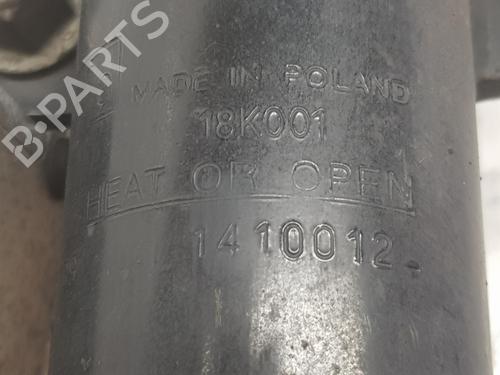 MADE IN POLAND
18K001
HEAT OR OPEN
1410012
B-PARTS